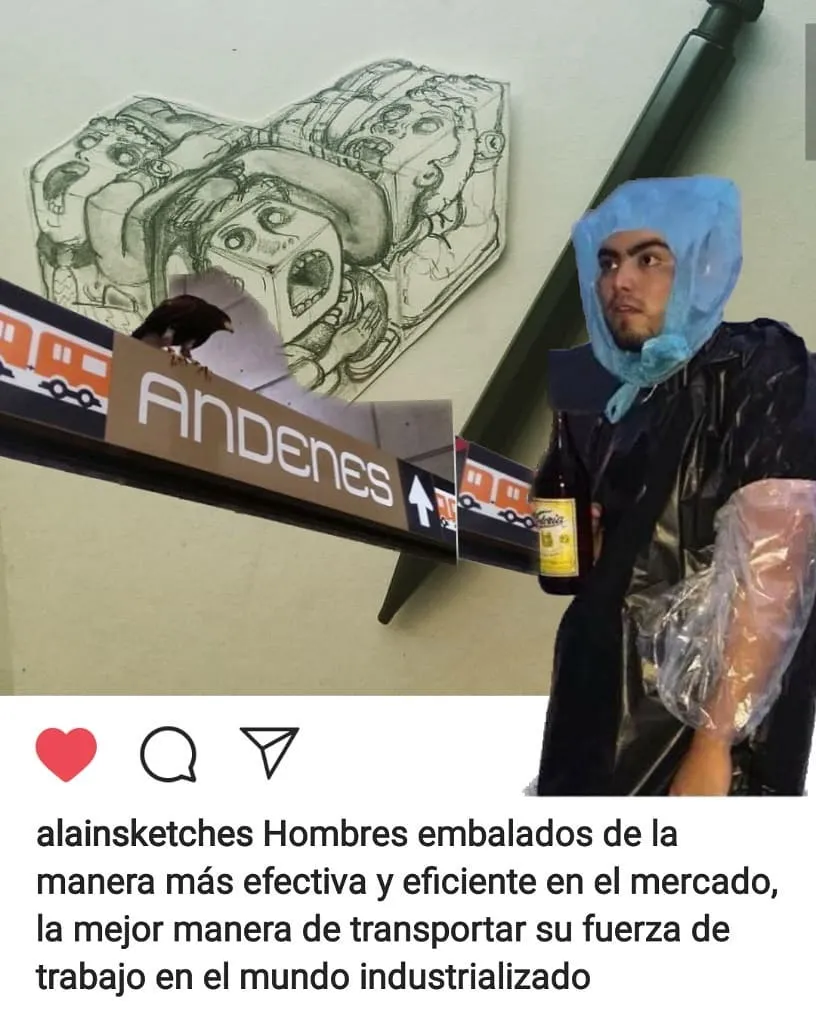 ANDENES
alainsketches Hombres embalados de la
manera más efectiva y eficiente en el mercado,
la mejor manera de transportar su fuerza de
trabajo en el mundo industrializado